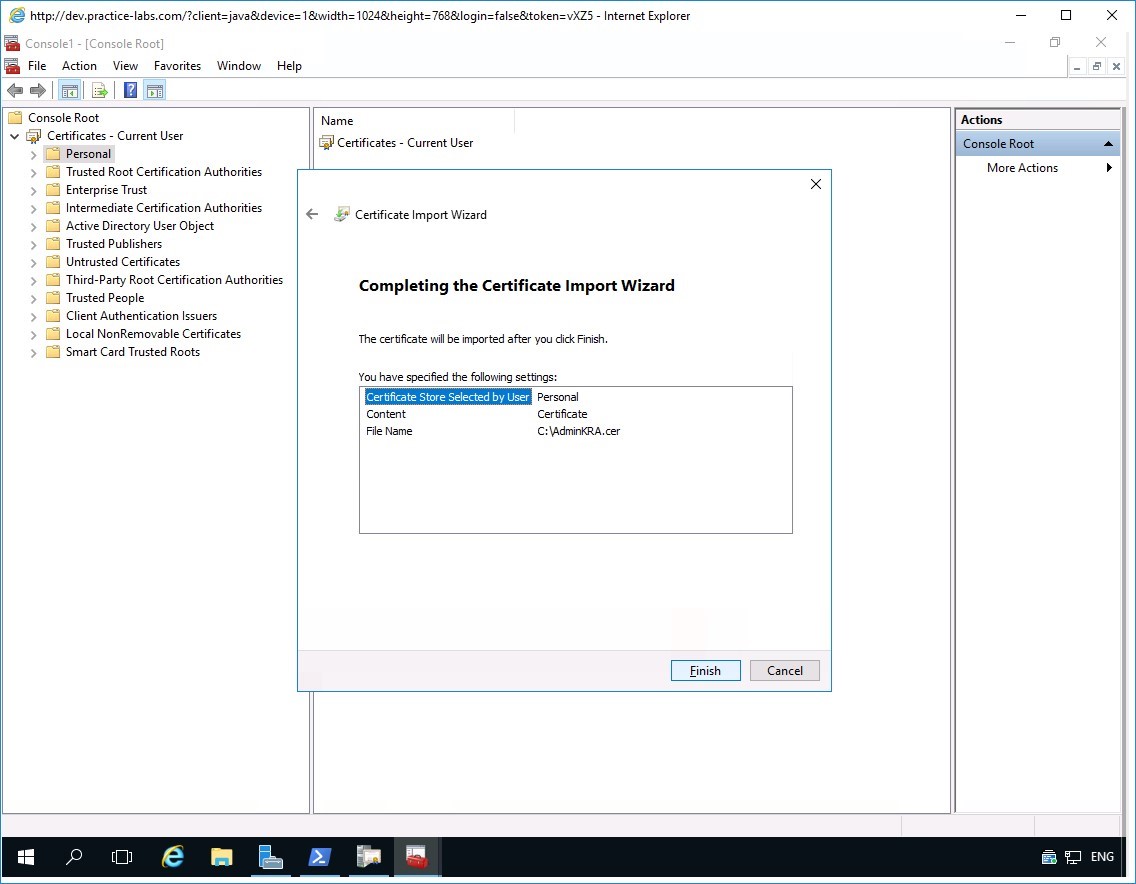 http://dev.practice-labs.com/?client=java&device=1&width=1024&height=768&login=false&token=vXZ5 - Internet Explorer
Console1 - [Console Root]
File Action View Favorites Window Help
Console Root
Certificates - Current User
Personal
Trusted Root Certification Authorities
Enterprise Trust
Intermediate Certification Authorities
Active Directory User Object
Trusted Publishers
Untrusted Certificates
Third-Party Root Certification Authorities
Trusted People
Client Authentication Issuers
Local NonRemovable Certificates
Smart Card Trusted Roots
Name
Certificates - Current User
Actions
Console Root
More Actions
Certificate Import Wizard
Completing the Certificate Import Wizard
The certificate will be imported after you click Finish.
You have specified the following settings:
Certificate Store Selected by User Personal
Content Certificate
File Name C:\AdminKRA.cer
Finish Cancel
ENG